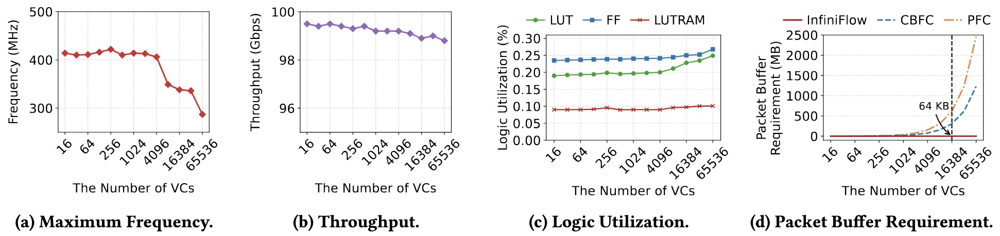 500
400
300
Frequency (MHz)
16
64
256
1024
4096
16384
65536
The Number of VCs
(a) Maximum Frequency.
100
98
96
Throughput (Gbps)
16
64
256
1024
4096
16384
65536
The Number of VCs
(b) Throughput.
LUT FF LUTRAM
0.30
0.25
0.20
0.15
0.10
0.05
0.00
Logic Utilization (%)
16
64
256
1024
4096
16384
65536
The Number of VCs
(c) Logic Utilization.
InfiniFlow CBFC PFC
2500
2000
1500
1000
500
0
Packet Buffer
Requirement (MB)
64 KB
16
64
256
1024
4096
16384
65536
The Number of VCs
(d) Packet Buffer Requirement.